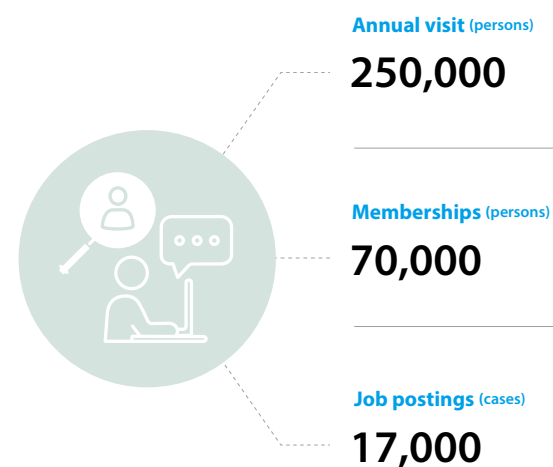 Annual visit (persons)
250,000
Memberships (persons)
70,000
Job postings (cases)
17,000